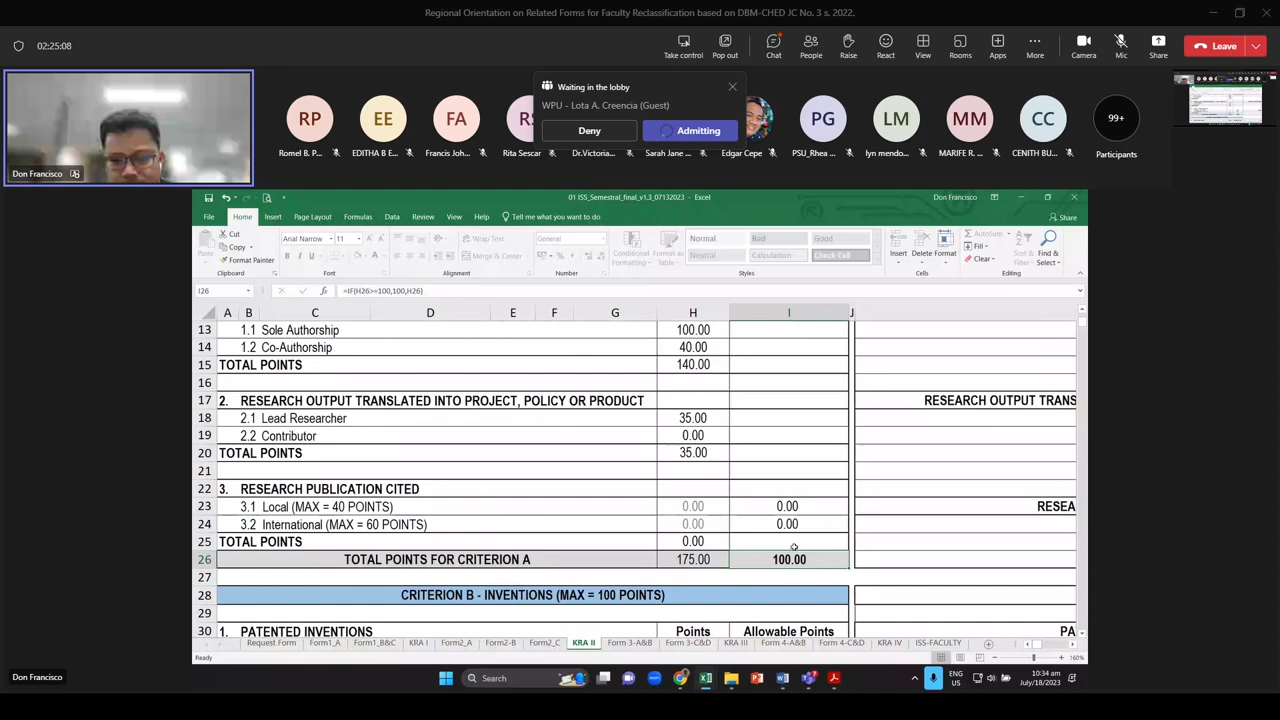 Regional Orientation on Related Forms for Faculty Reclassification based on DBM-CHED JC No. 3 s. 2022.
02:25:08
Take control
Pop out
Chat
People
Raise
React
View
Rooms
Apps
More
Camera
Mic
Share
Leave
Waiting in the lobby
WPU - Lota A. Creencia (Guest)
Deny
Admitting
RP
EE
FA
PG
LM
MM
CC
99+
Romel B. P...
EDITHA B E...
Francis Joh...
Rita Sescar
Dr.Victoria...
Sarah Jane ...
Edgar Cepe
PSU_Rhea ...
lyn mendo...
MARIFE R. ...
CENITH BU...
Participants
Don Francisco
01 ISS_Semestral_final_v1.3_07132023 - Excel
Don Francisco
File Home Insert Page Layout Formulas Data Review View Help Tell me what you want to do
Share
Paste
Cut
Copy
Format Painter
Clipboard
Arial Narrow 11
Font
Wrap Text
Merge & Center
Alignment
General
Number
Conditional Formatting
Format as Table
Normal Bad Good
Neutral Calculation Check Cell
Styles
Insert Delete Format
Cells
AutoSum
Fill
Clear
Sort & Filter
Find & Select
Editing
I26 fx =IF(H26>=100,100,H26)
A B C D E F G H I J
13 1.1 Sole Authorship 100.00
14 1.2 Co-Authorship 40.00
15 TOTAL POINTS 140.00
16
17 2. RESEARCH OUTPUT TRANSLATED INTO PROJECT, POLICY OR PRODUCT RESEARCH OUTPUT TRANS
18 2.1 Lead Researcher 35.00
19 2.2 Contributor 0.00
20 TOTAL POINTS 35.00
21
22 3. RESEARCH PUBLICATION CITED
23 3.1 Local (MAX = 40 POINTS) 0.00 0.00 RESEA
24 3.2 International (MAX = 60 POINTS) 0.00 0.00
25 TOTAL POINTS 0.00
26 TOTAL POINTS FOR CRITERION A 175.00 100.00
27
28 CRITERION B - INVENTIONS (MAX = 100 POINTS)
29
30 1. PATENTED INVENTIONS Points Allowable Points PA
Request Form Form1_A Form1_B&C KRA I Form2_A Form2-B Form2_C KRA II Form 3-A&B Form 3-C&D KRA III Form 4-A&B Form 4-C&D KRA IV ISS-FACULTY
Ready
160%
Don Francisco
Search
ENG
US
10:34 am
July/18/2023